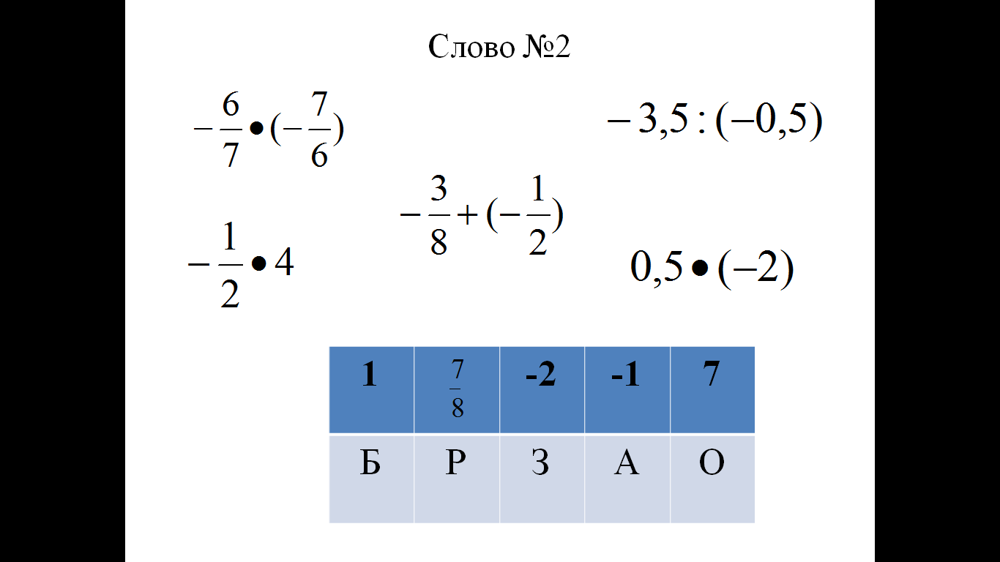 Слово №2
−6/7•(−7/6)
−3,5:(−0,5)
−3/8+(−1/2)
−1/2•4
0,5•(−2)
1 7/8 -2 -1 7
Б Р З А О